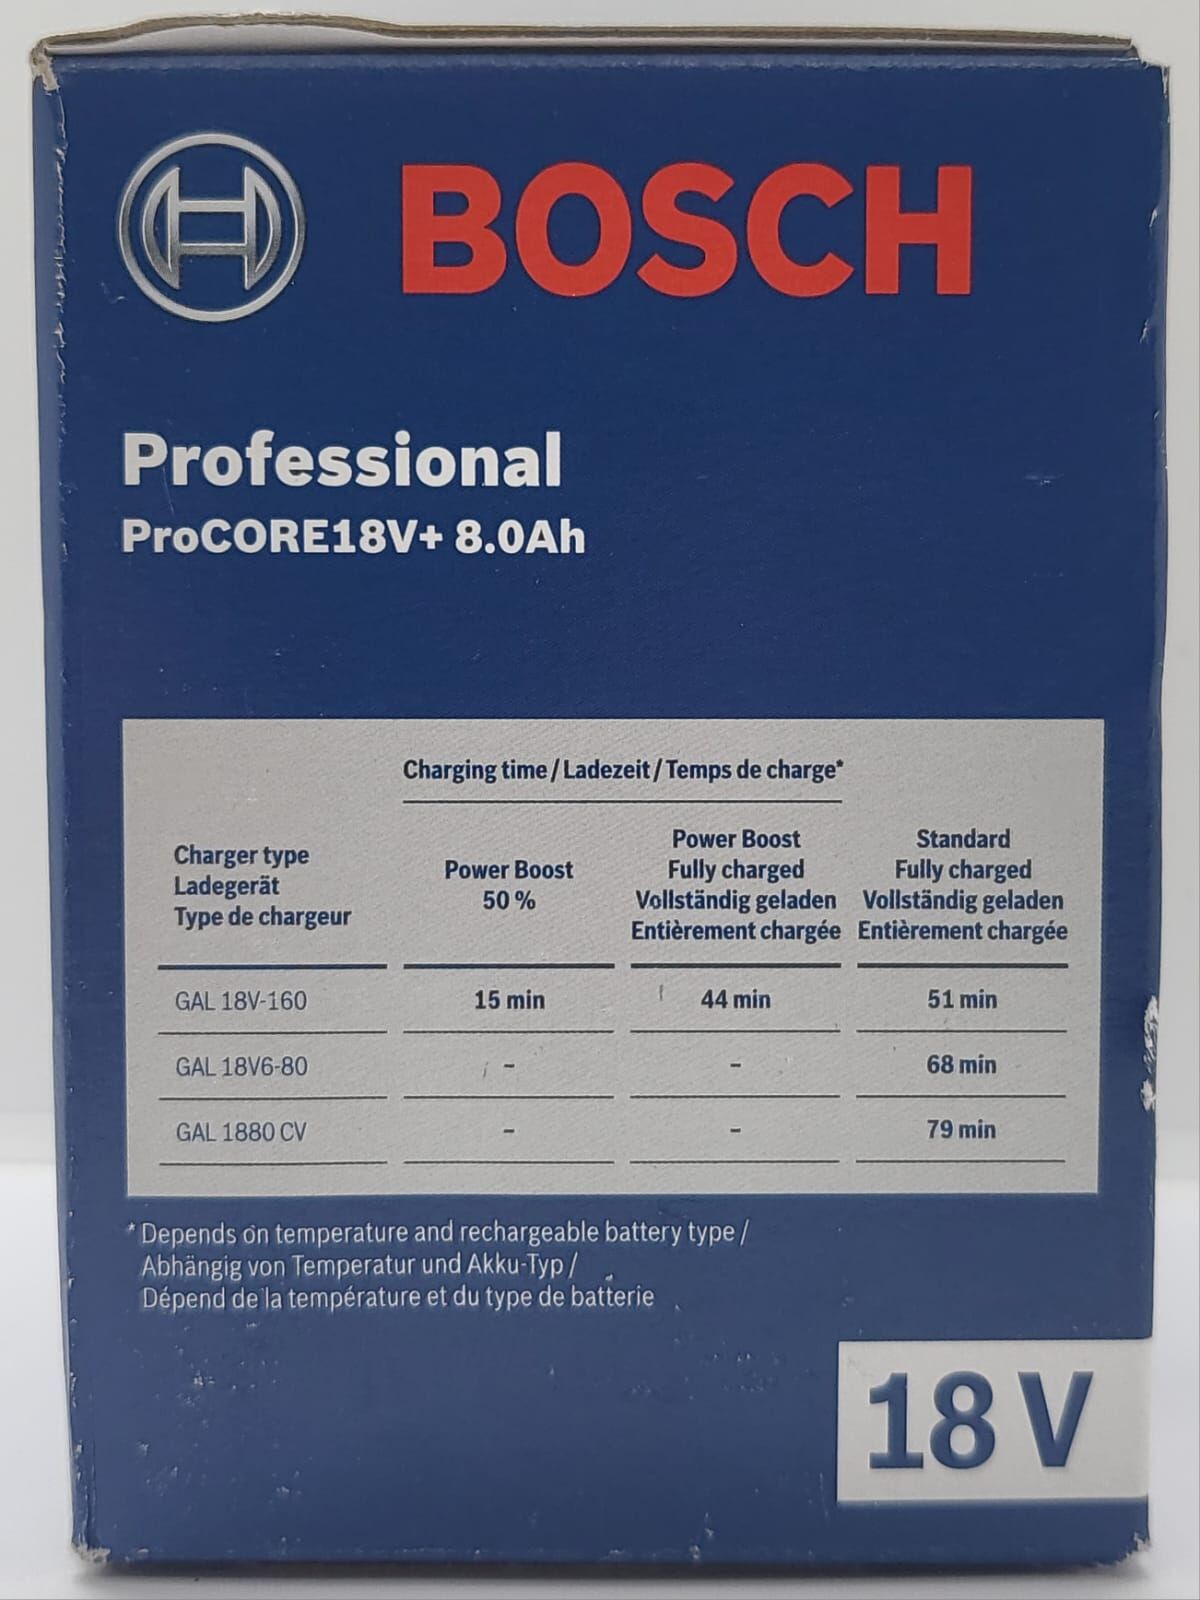 BOSCH
Professional
ProCORE18V+ 8.0Ah
Charging time / Ladezeit / Temps de charge*
Charger type
Ladegerät
Type de chargeur
Power Boost
50 %
Power Boost
Fully charged
Vollständig geladen
Entièrement chargée
Standard
Fully charged
Vollständig geladen
Entièrement chargée
GAL 18V-160 15 min 44 min 51 min
GAL 18V6-80 - - 68 min
GAL 1880 CV - - 79 min
* Depends on temperature and rechargeable battery type /
Abhängig von Temperatur und Akku-Typ /
Dépend de la température et du type de batterie
18 V